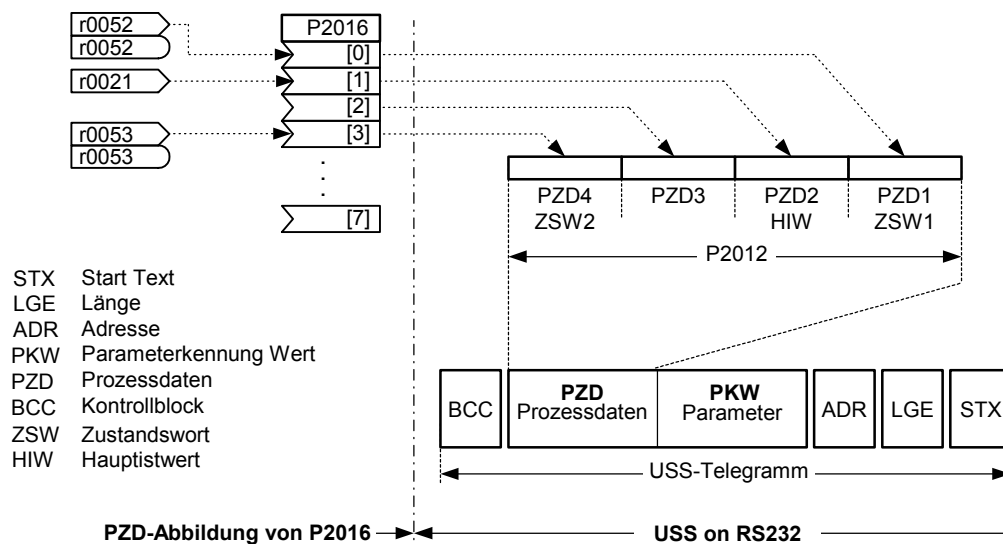 r0052
r0052
r0021
r0053
r0053
P2016
[0]
[1]
[2]
[3]
.
.
.
[7]
PZD4 PZD3 PZD2 PZD1
ZSW2 HIW ZSW1
P2012
STX Start Text
LGE Länge
ADR Adresse
PKW Parameterkennung Wert
PZD Prozessdaten
BCC Kontrollblock
ZSW Zustandswort
HIW Hauptistwert
BCC
PZD
Prozessdaten
PKW
Parameter
ADR
LGE
STX
USS-Telegramm
PZD-Abbildung von P2016
USS on RS232